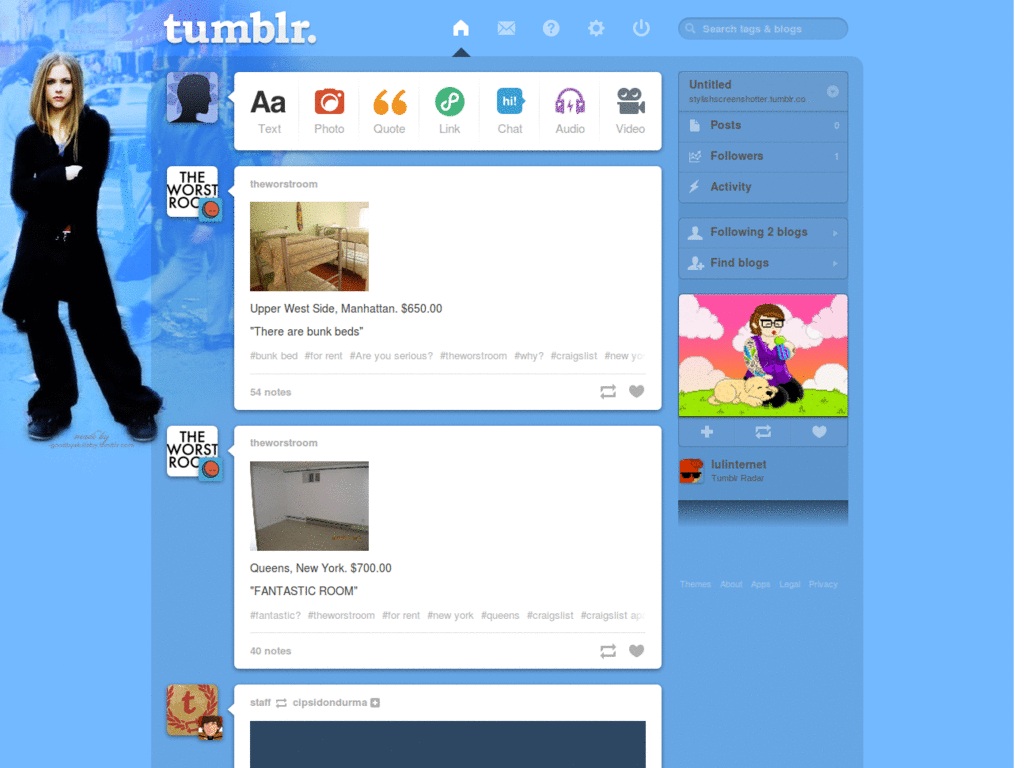 tumblr.
Search tags & blogs
Aa
Text
Photo
Quote
Link
hi!
Chat
Audio
Video
Untitled
stylishscreenshotter.tumblr.co
Posts 0
Followers 1
Activity
Following 2 blogs
Find blogs
lulinternet
Tumblr Radar
Themes About Apps Legal Privacy
THE
WORST
ROO
theworstroom
Upper West Side, Manhattan. $650.00
"There are bunk beds"
#bunk bed #for rent #Are you serious? #theworstroom #why? #craigslist #new yo
54 notes
THE
WORST
ROO
theworstroom
Queens, New York. $700.00
"FANTASTIC ROOM"
#fantastic? #theworstroom #for rent #new york #queens #craigslist #craigslist ap
40 notes
t
staff cipsidondurma
made by